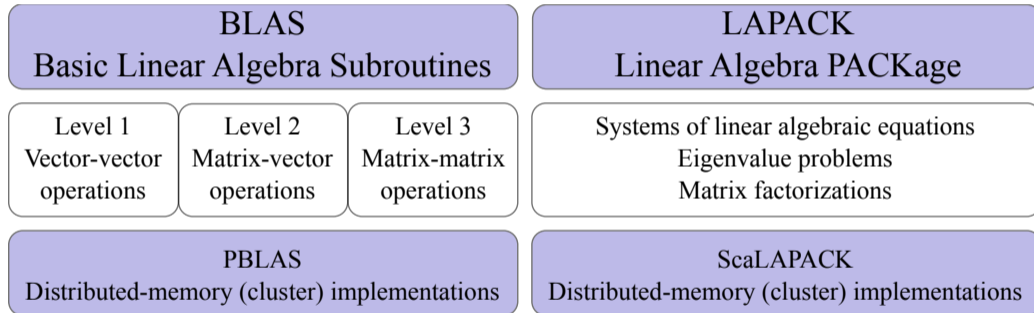 BLAS
Basic Linear Algebra Subroutines
LAPACK
Linear Algebra PACKage
Level 1
Vector-vector
operations
Level 2
Matrix-vector
operations
Level 3
Matrix-matrix
operations
Systems of linear algebraic equations
Eigenvalue problems
Matrix factorizations
PBLAS
Distributed-memory (cluster) implementations
ScaLAPACK
Distributed-memory (cluster) implementations